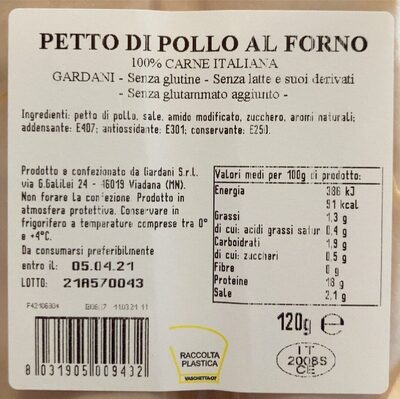 PETTO DI POLLO AL FORNO
100% CARNE ITALIANA
GARDANI - Senza glutine - Senza latte e suoi derivati
- Senza glutammato aggiunto -
Ingredienti: petto di pollo, sale, amido modificato, zucchero, aromi naturali;
addensante: E407; antiossidante: E301; conservante: E250.
Prodotto e confezionato da Gardani S.r.l.
via G.Galilei 24 - 46019 Viadana (MN).
Non forare la confezione. Prodotto in
atmosfera protettiva. Conservare in
frigorifero a temperature comprese tra 0°
e +4°C.
Da consumarsi preferibilmente
entro il: 05.04.21
LOTTO: 21A570043
Valori medi per 100g di prodotto:
Energia 386 kJ
91 kcal
Grassi 1,3 g
di cui: acidi grassi satur 0,4 g
Carboidrati 1,9 g
di cui: zuccheri 0,5 g
Fibre 0 g
Proteine 18 g
Sale 2,1 g
120g e
8 031905 009432
RACCOLTA
PLASTICA
VASCHETTA
IT
2008S
CE